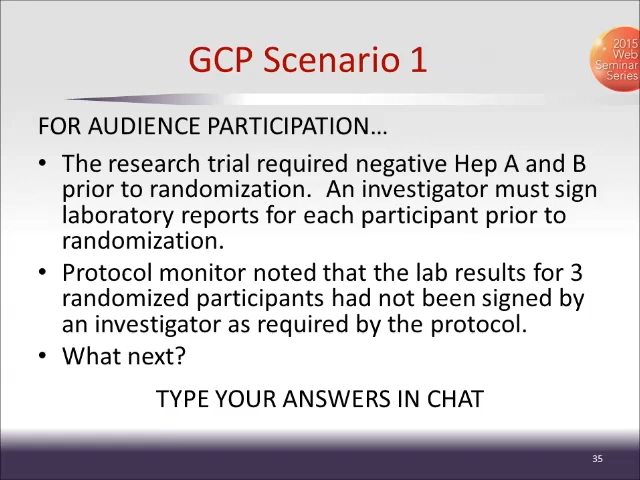 GCP Scenario 1
2015
Web
Seminar
Series
FOR AUDIENCE PARTICIPATION…
• The research trial required negative Hep A and B
prior to randomization.  An investigator must sign
laboratory reports for each participant prior to
randomization.
• Protocol monitor noted that the lab results for 3
randomized participants had not been signed by
an investigator as required by the protocol.
• What next?
TYPE YOUR ANSWERS IN CHAT
35